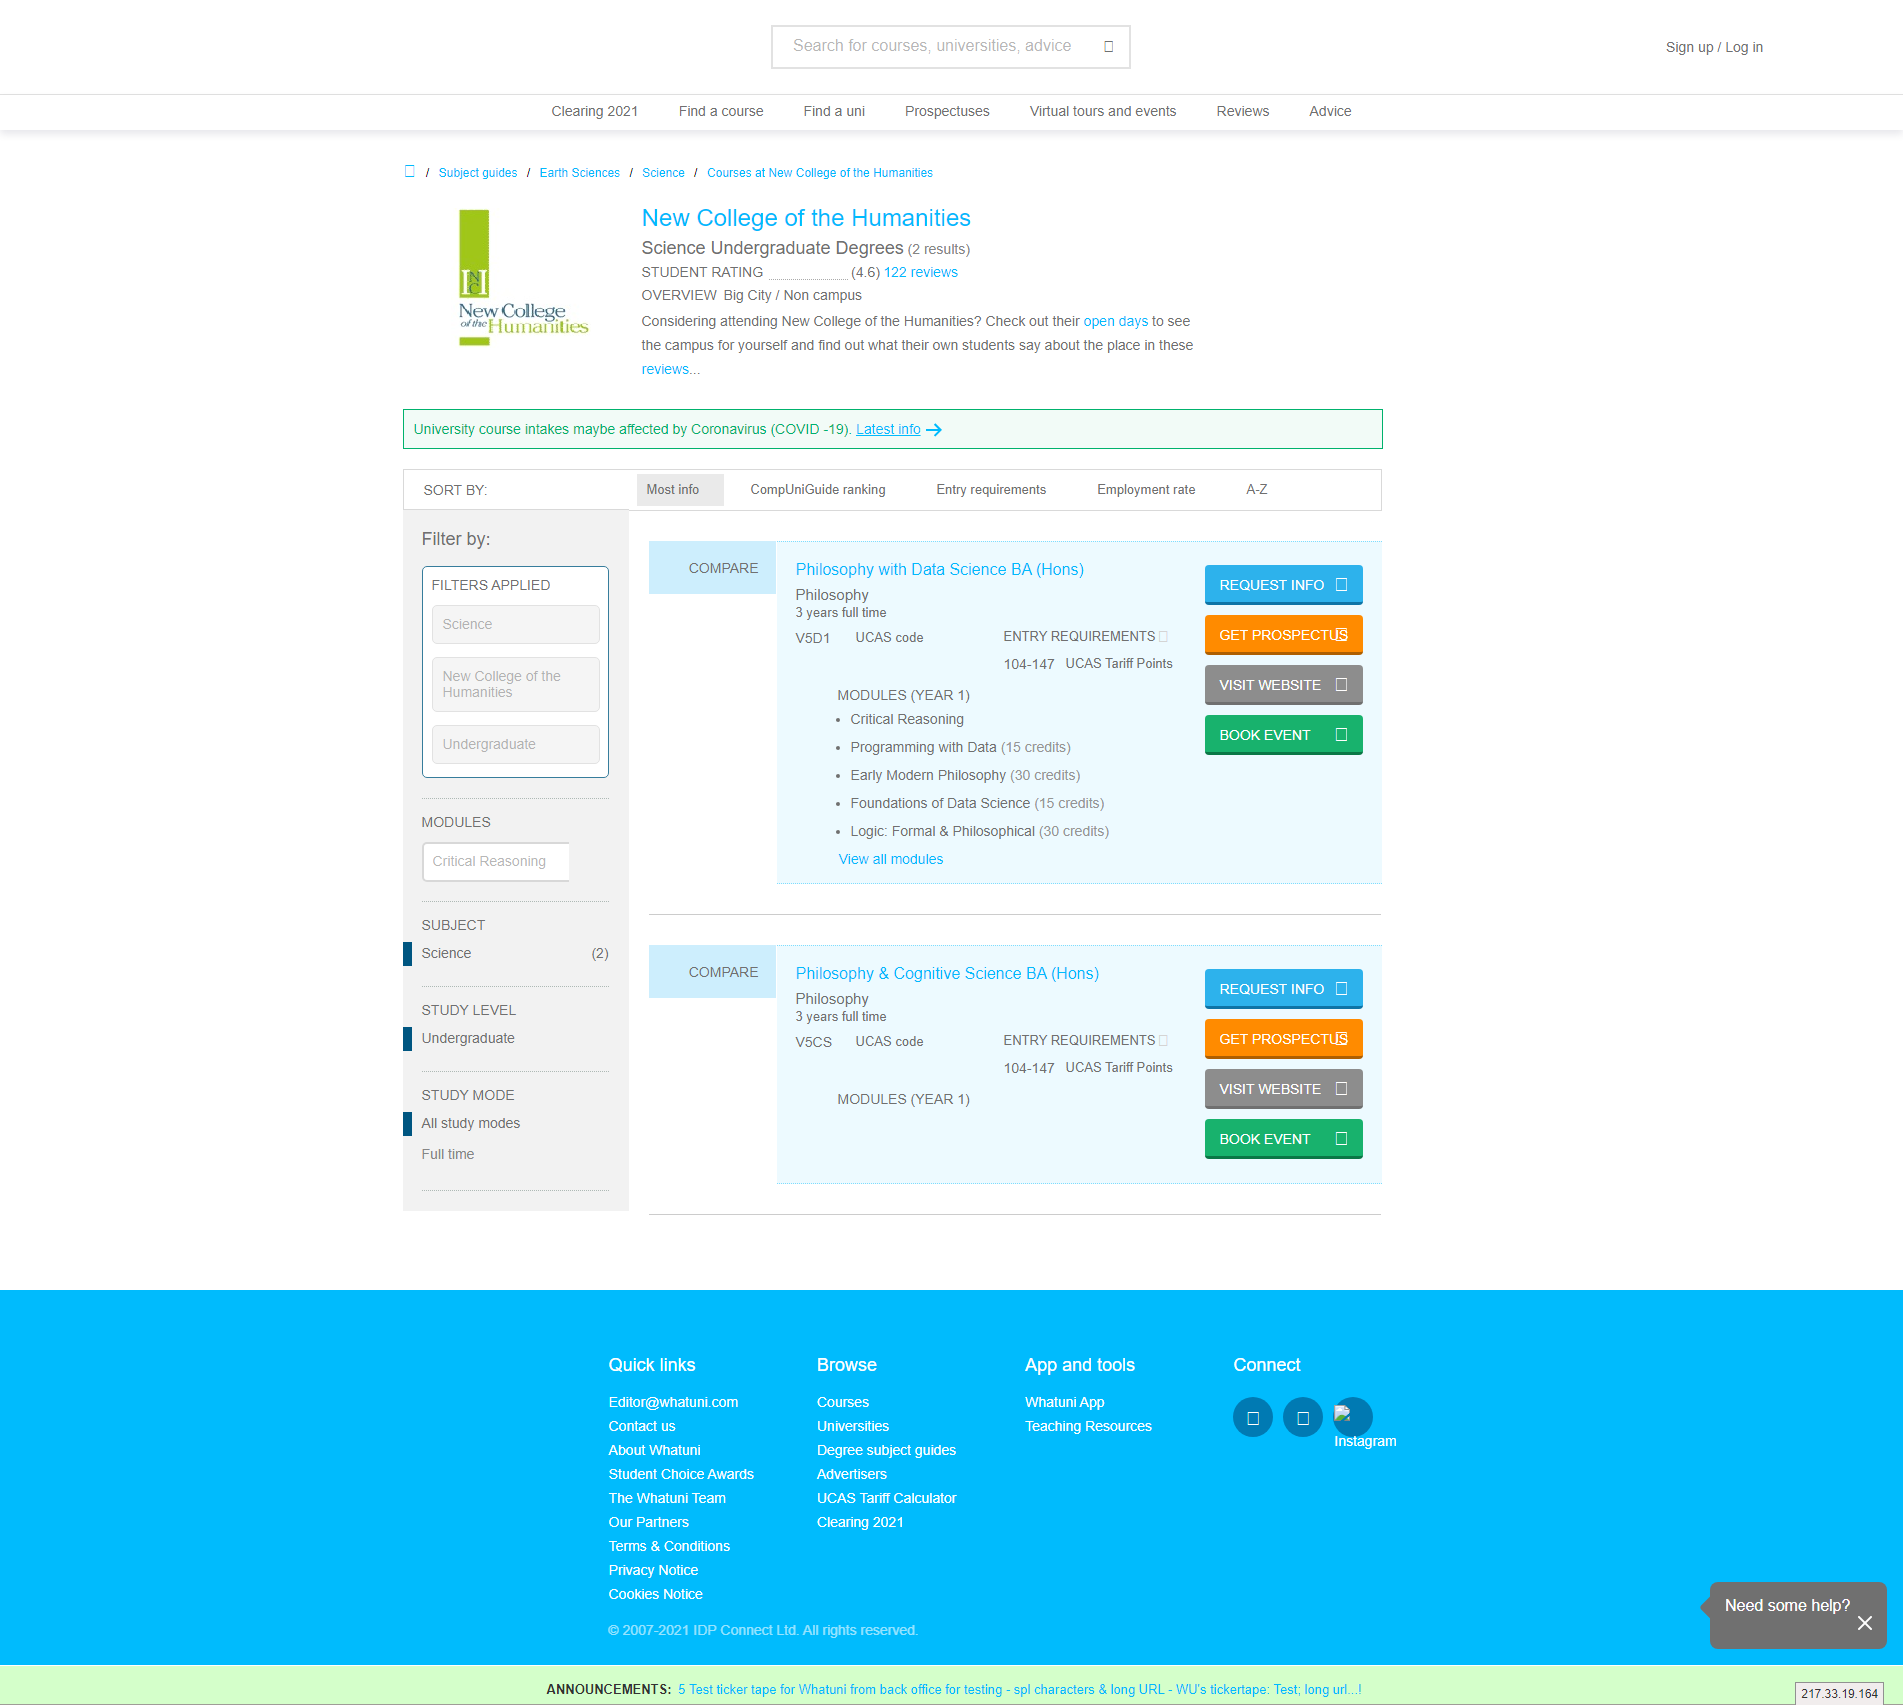 Search for courses, universities, advice
Sign up / Log in
Clearing 2021
Find a course
Find a uni
Prospectuses
Virtual tours and events
Reviews
Advice
/ Subject guides / Earth Sciences / Science / Courses at New College of the Humanities
NC
H
New College
of the Humanities
New College of the Humanities
Science Undergraduate Degrees (2 results)
STUDENT RATING (4.6) 122 reviews
OVERVIEW Big City / Non campus
Considering attending New College of the Humanities? Check out their open days to see
the campus for yourself and find out what their own students say about the place in these
reviews...
University course intakes maybe affected by Coronavirus (COVID -19). Latest info
SORT BY:
Most info
CompUniGuide ranking
Entry requirements
Employment rate
A-Z
Filter by:
FILTERS APPLIED
Science
New College of the
Humanities
Undergraduate
MODULES
Critical Reasoning
SUBJECT
Science (2)
STUDY LEVEL
Undergraduate
STUDY MODE
All study modes
Full time
COMPARE
Philosophy with Data Science BA (Hons)
Philosophy
3 years full time
V5D1 UCAS code
ENTRY REQUIREMENTS
104-147 UCAS Tariff Points
MODULES (YEAR 1)
• Critical Reasoning
• Programming with Data (15 credits)
• Early Modern Philosophy (30 credits)
• Foundations of Data Science (15 credits)
• Logic: Formal & Philosophical (30 credits)
View all modules
REQUEST INFO
GET PROSPECTUS
VISIT WEBSITE
BOOK EVENT
COMPARE
Philosophy & Cognitive Science BA (Hons)
Philosophy
3 years full time
V5CS UCAS code
ENTRY REQUIREMENTS
104-147 UCAS Tariff Points
MODULES (YEAR 1)
REQUEST INFO
GET PROSPECTUS
VISIT WEBSITE
BOOK EVENT
Quick links
Editor@whatuni.com
Contact us
About Whatuni
Student Choice Awards
The Whatuni Team
Our Partners
Terms & Conditions
Privacy Notice
Cookies Notice
Browse
Courses
Universities
Degree subject guides
Advertisers
UCAS Tariff Calculator
Clearing 2021
App and tools
Whatuni App
Teaching Resources
Connect
Instagram
© 2007-2021 IDP Connect Ltd. All rights reserved.
Need some help?
ANNOUNCEMENTS: 5 Test ticker tape for Whatuni from back office for testing - spl characters & long URL - WU's tickertape: Test; long url...!
217.33.19.164